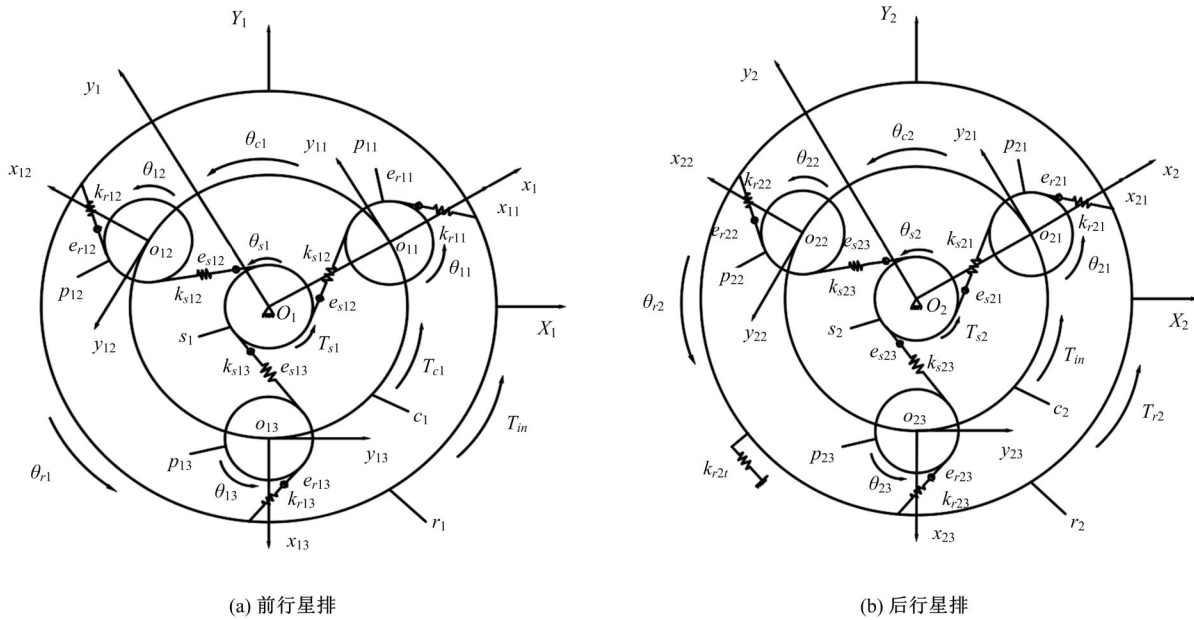 Y₁
y₁
θc1
y₁₁
p₁₁
er11
x₁
x₁₁
x₁₂
θ₁₂
kr12
kr11
er12
o₁₂
es12
θs1
ks12
o₁₁
θ₁₁
p₁₂
ks12
es12
O₁
X₁
y₁₂
s₁
Ts1
ks13
es13
Tc1
c₁
Tin
o₁₃
p₁₃
y₁₃
θr1
θ₁₃
er13
kr13
r₁
x₁₃
(a) 前行星排
Y₂
y₂
θc2
y₂₁
p₂₁
er21
x₂
x₂₁
x₂₂
θ₂₂
kr22
kr21
er22
o₂₂
es23
θs2
ks21
o₂₁
θ₂₁
p₂₂
ks23
es21
O₂
X₂
θr2
y₂₂
s₂
Ts2
es23
ks23
Tin
c₂
Tr2
o₂₃
p₂₃
y₂₃
kr2t
θ₂₃
er23
kr23
r₂
x₂₃
(b) 后行星排